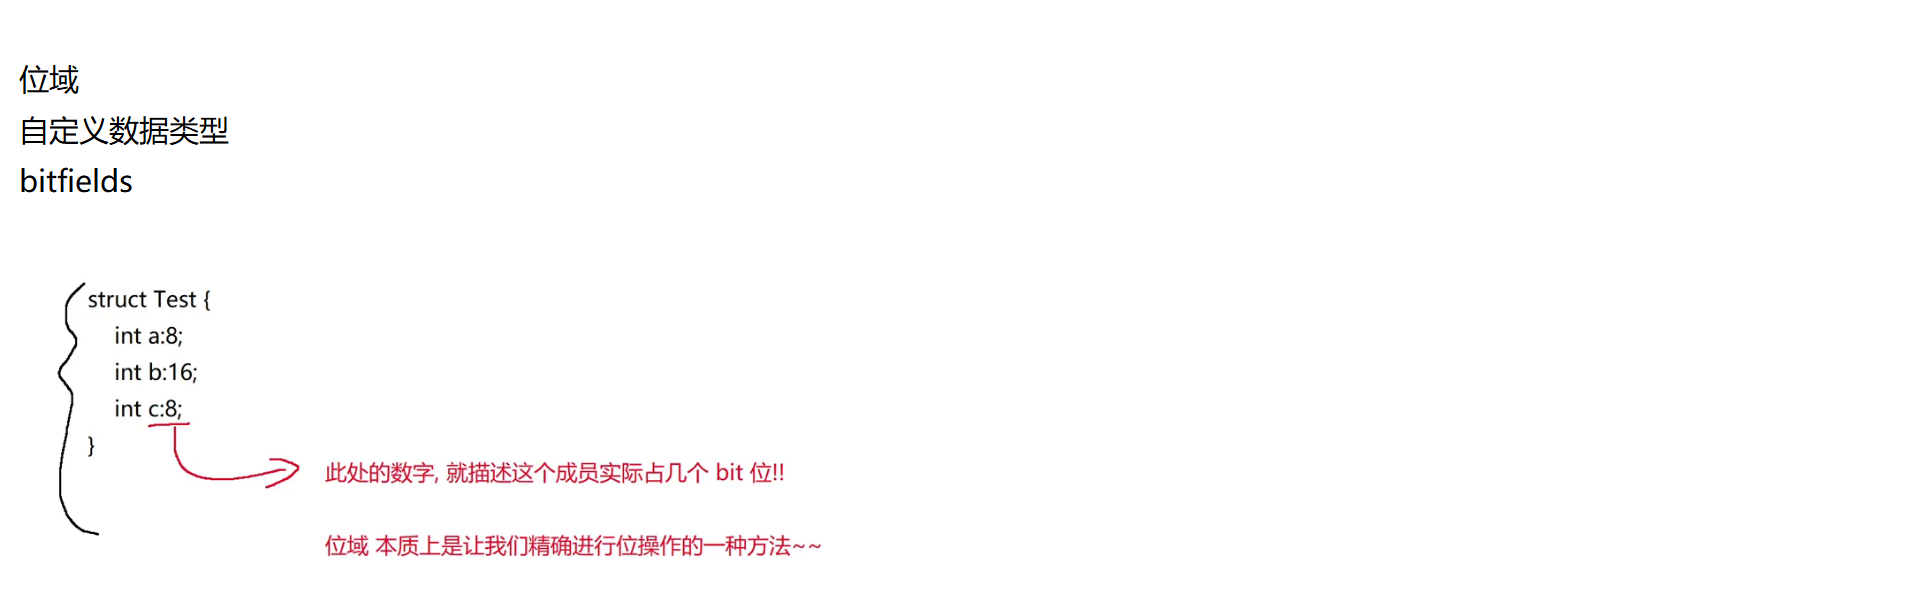 位域
自定义数据类型
bitfields
struct Test {
int a:8;
int b:16;
int c:8;
}
此处的数字, 就描述这个成员实际占几个 bit 位!!
位域 本质上是让我们精确进行位操作的一种方法~~